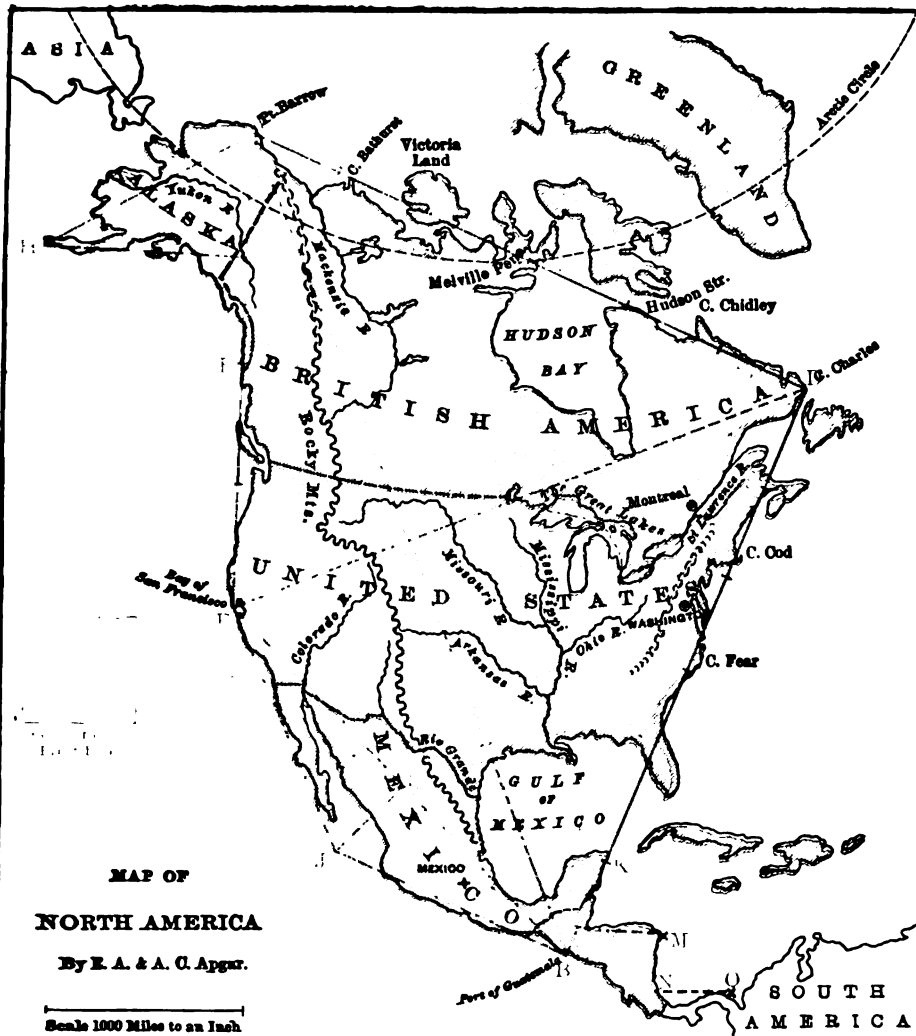 ASIA
GREENLAND
Arctic Circle
Pt. Barrow
C. Bathurst
Victoria
Land
ALASKA
Yukon R
H
Mackensie R
Melville Pen.
Hudson Str.
C. Chidley
HUDSON
BAY
C. Charles
BRITISH AMERICA
Rocky Mts.
The Great Lakes
Montreal
St Lawrence R.
C. Cod
Bay of
San Francisco
UNITED STATES
Missouri R
Mississippi
R.
Colorado R
Ohio R.
WASHINGTON
Arkansas R.
C. Fear
MEXICO
Rio Grande
GULF
OF
MEXICO
MEXICO
J
K
M
B
N
O
Port of Guatemala
SOUTH
AMERICA
MAP OF
NORTH AMERICA
By E. A. & A. C. Apgar.
Scale 1000 Miles to an Inch